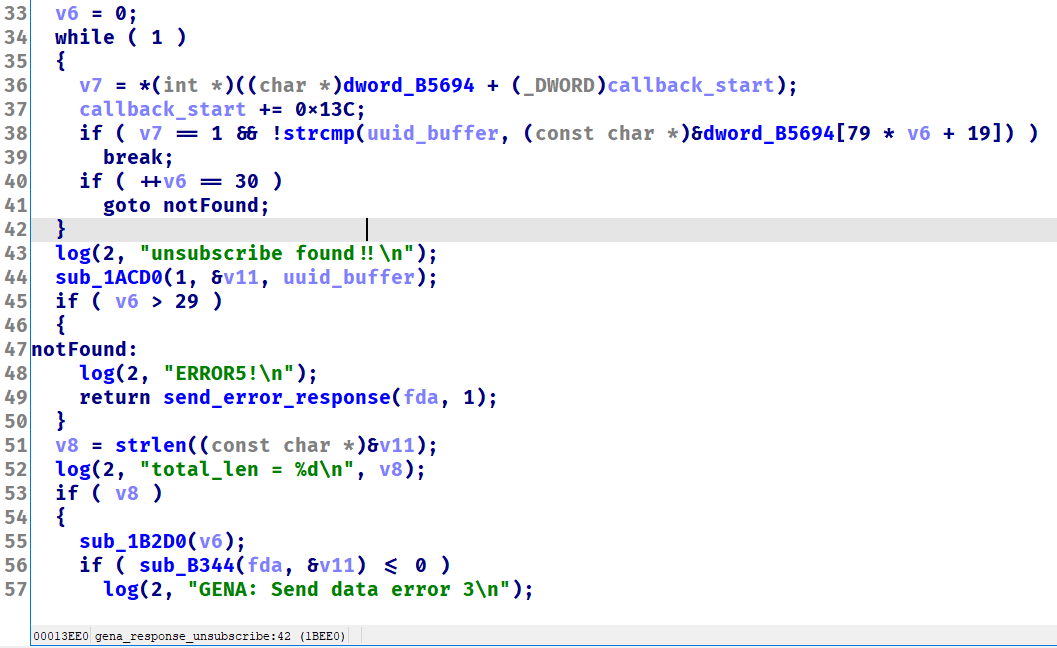 33 v6 = 0;
34 while ( 1 )
35 {
36 v7 = *(int *)((char *)dword_B5694 + (_DWORD)callback_start);
37 callback_start += 0×13C;
38 if ( v7 == 1 && !strcmp(uuid_buffer, (const char *)&dword_B5694[79 * v6 + 19]) )
39 break;
40 if ( ++v6 == 30 )
41 goto notFound;
42 }
43 log(2, "unsubscribe found!!\n");
44 sub_1ACD0(1, &v11, uuid_buffer);
45 if ( v6 > 29 )
46 {
47 notFound:
48 log(2, "ERROR5!\n");
49 return send_error_response(fda, 1);
50 }
51 v8 = strlen((const char *)&v11);
52 log(2, "total_len = %d\n", v8);
53 if ( v8 )
54 {
55 sub_1B2D0(v6);
56 if ( sub_B344(fda, &v11) <= 0 )
57 log(2, "GENA: Send data error 3\n");
00013EE0 gena_response_unsubscribe:42 (1BEE0)